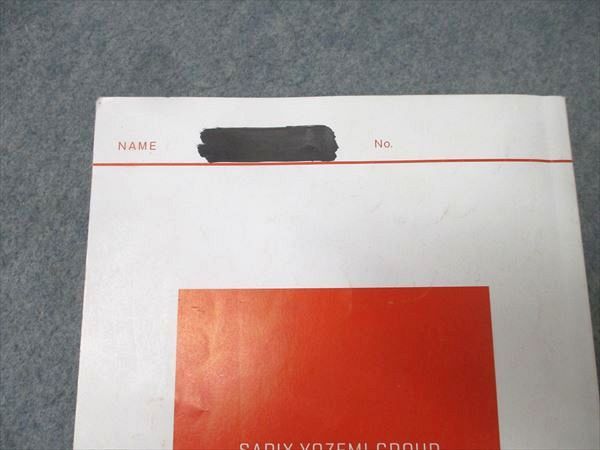 NAME No.
SAPIX YOZEMI GROUP